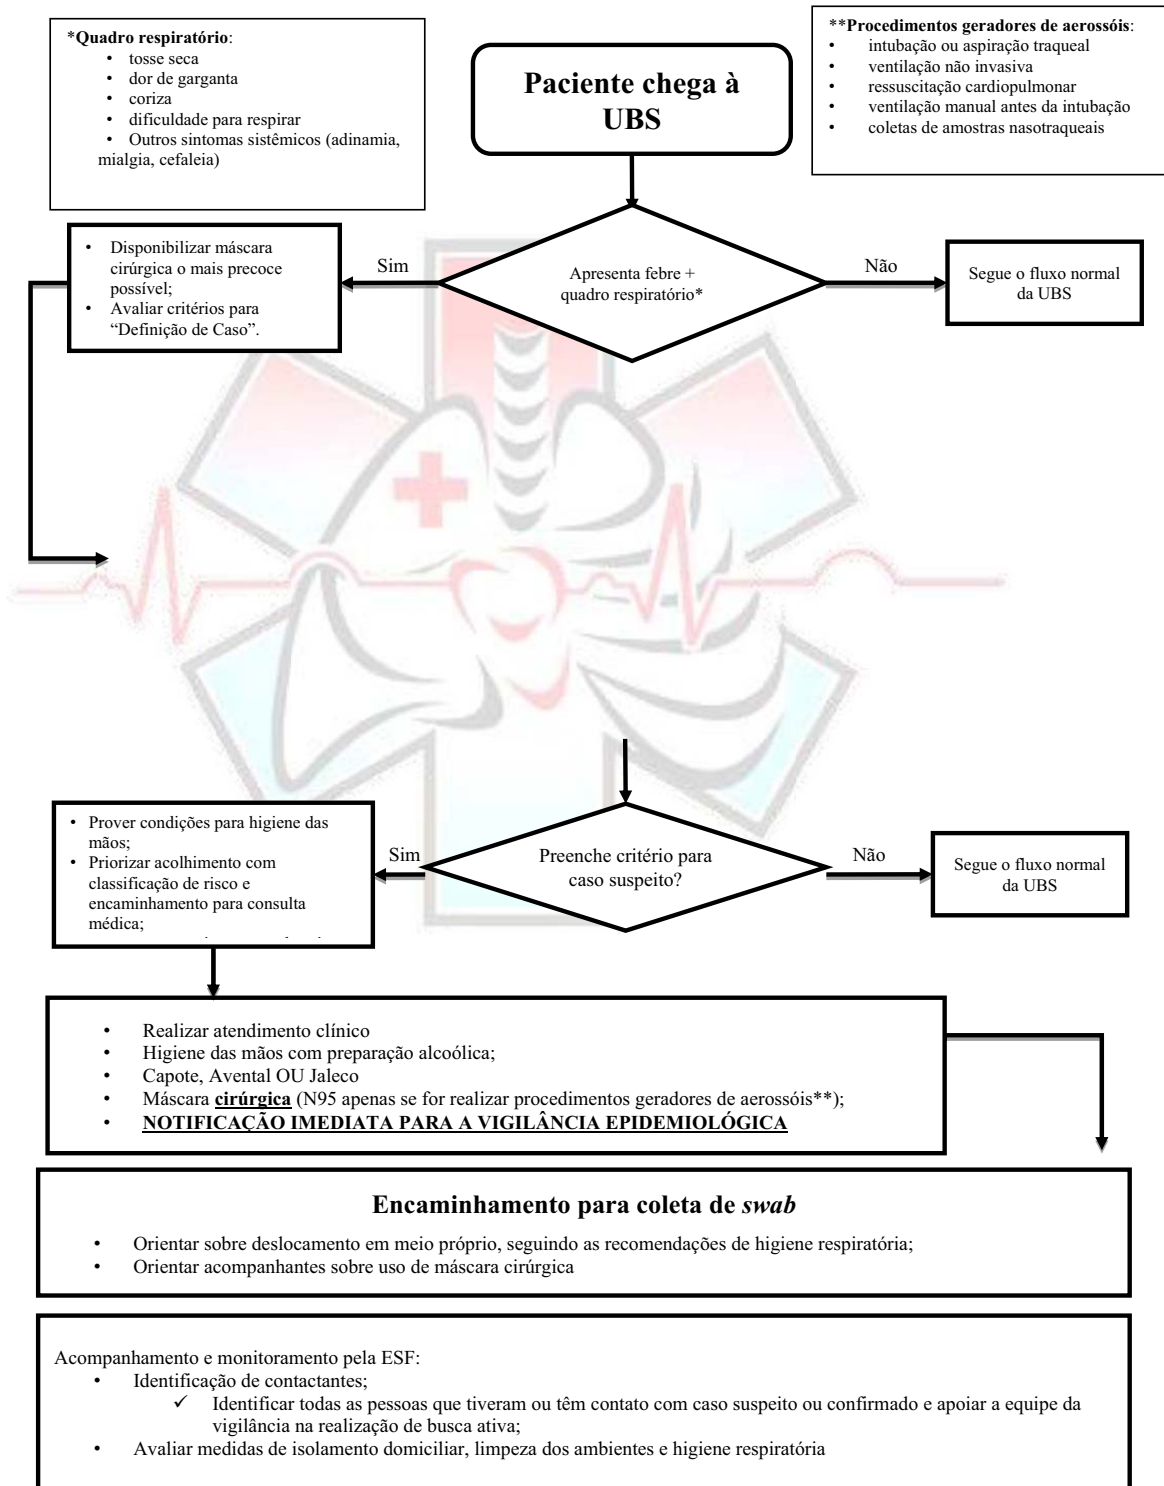 *Quadro respiratório:
• tosse seca
• dor de garganta
• coriza
• dificuldade para respirar
• Outros sintomas sistêmicos (adinamia,
mialgia, cefaleia)
Paciente chega à
UBS
**Procedimentos geradores de aerossóis:
• intubação ou aspiração traqueal
• ventilação não invasiva
• ressuscitação cardiopulmonar
• ventilação manual antes da intubação
• coletas de amostras nasotraqueais
• Disponibilizar máscara
cirúrgica o mais precoce
possível;
• Avaliar critérios para
“Definição de Caso”.
Sim
Apresenta febre +
quadro respiratório*
Não
Segue o fluxo normal
da UBS
• Prover condições para higiene das
mãos;
• Priorizar acolhimento com
classificação de risco e
encaminhamento para consulta
médica;
Sim
Preenche critério para
caso suspeito?
Não
Segue o fluxo normal
da UBS
• Realizar atendimento clínico
• Higiene das mãos com preparação alcoólica;
• Capote, Avental OU Jaleco
• Máscara cirúrgica (N95 apenas se for realizar procedimentos geradores de aerossóis**);
• NOTIFICAÇÃO IMEDIATA PARA A VIGILÂNCIA EPIDEMIOLÓGICA
Encaminhamento para coleta de swab
• Orientar sobre deslocamento em meio próprio, seguindo as recomendações de higiene respiratória;
• Orientar acompanhantes sobre uso de máscara cirúrgica
Acompanhamento e monitoramento pela ESF:
• Identificação de contactantes;
✓ Identificar todas as pessoas que tiveram ou têm contato com caso suspeito ou confirmado e apoiar a equipe da
vigilância na realização de busca ativa;
• Avaliar medidas de isolamento domiciliar, limpeza dos ambientes e higiene respiratória